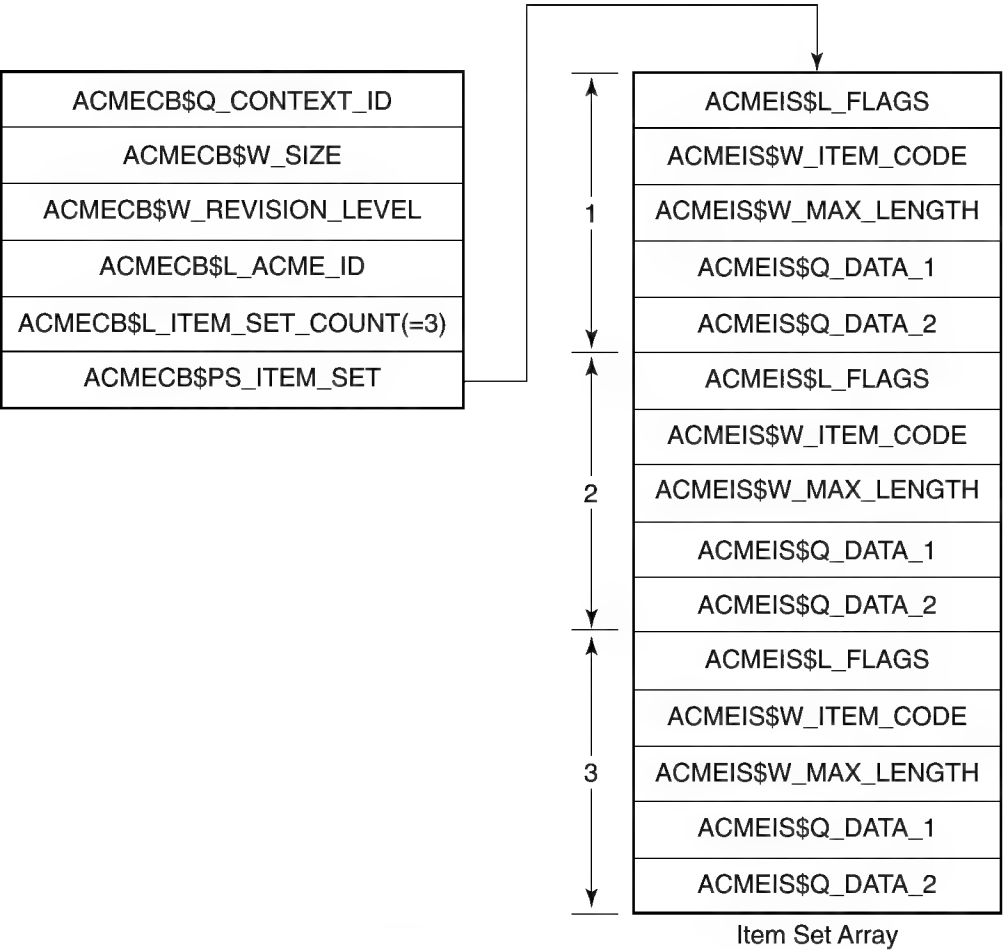 ACMECB$Q_CONTEXT_ID
ACMECB$W_SIZE
ACMECB$W_REVISION_LEVEL
ACMECB$L_ACME_ID
ACMECB$L_ITEM_SET_COUNT(=3)
ACMECB$PS_ITEM_SET
1
ACMEIS$L_FLAGS
ACMEIS$W_ITEM_CODE
ACMEIS$W_MAX_LENGTH
ACMEIS$Q_DATA_1
ACMEIS$Q_DATA_2
2
ACMEIS$L_FLAGS
ACMEIS$W_ITEM_CODE
ACMEIS$W_MAX_LENGTH
ACMEIS$Q_DATA_1
ACMEIS$Q_DATA_2
3
ACMEIS$L_FLAGS
ACMEIS$W_ITEM_CODE
ACMEIS$W_MAX_LENGTH
ACMEIS$Q_DATA_1
ACMEIS$Q_DATA_2
Item Set Array